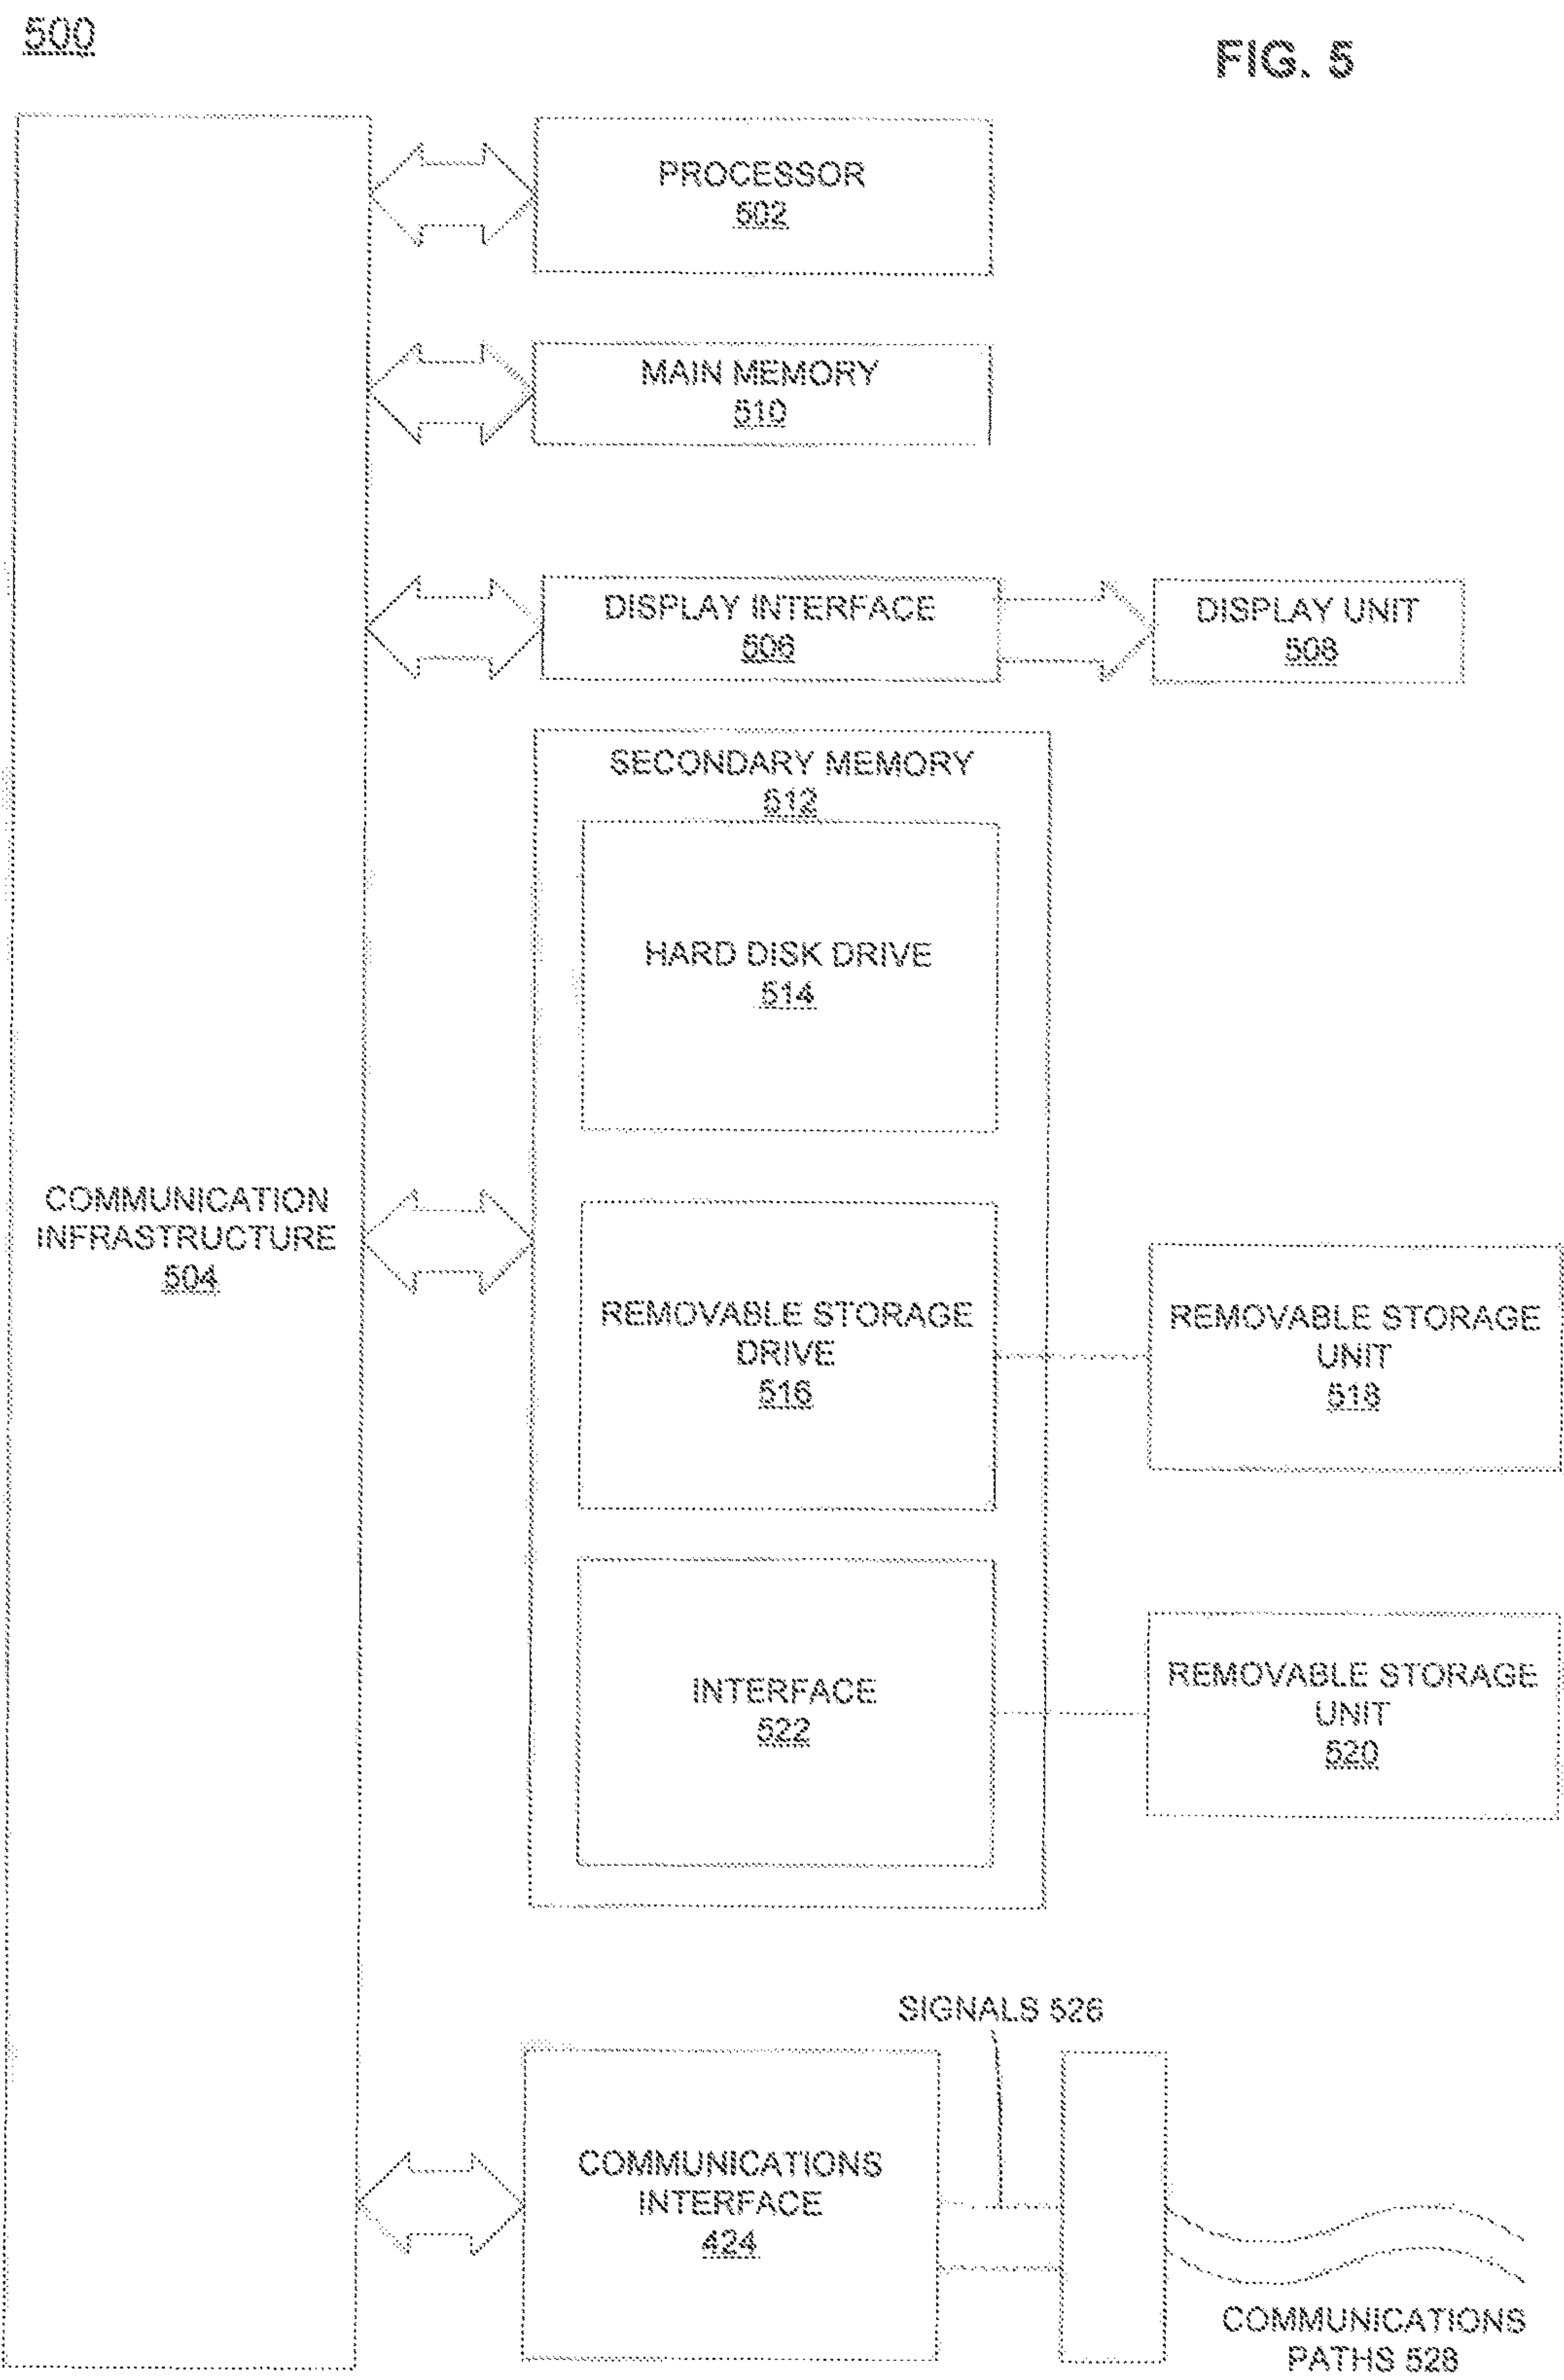 500
FIG. 5
PROCESSOR
502
MAIN MEMORY
510
DISPLAY INTERFACE
506
DISPLAY UNIT
508
SECONDARY MEMORY
512
HARD DISK DRIVE
514
COMMUNICATION
INFRASTRUCTURE
504
REMOVABLE STORAGE
DRIVE
516
REMOVABLE STORAGE
UNIT
518
INTERFACE
522
REMOVABLE STORAGE
UNIT
520
SIGNALS 526
COMMUNICATIONS
INTERFACE
424
COMMUNICATIONS
PATHS 528